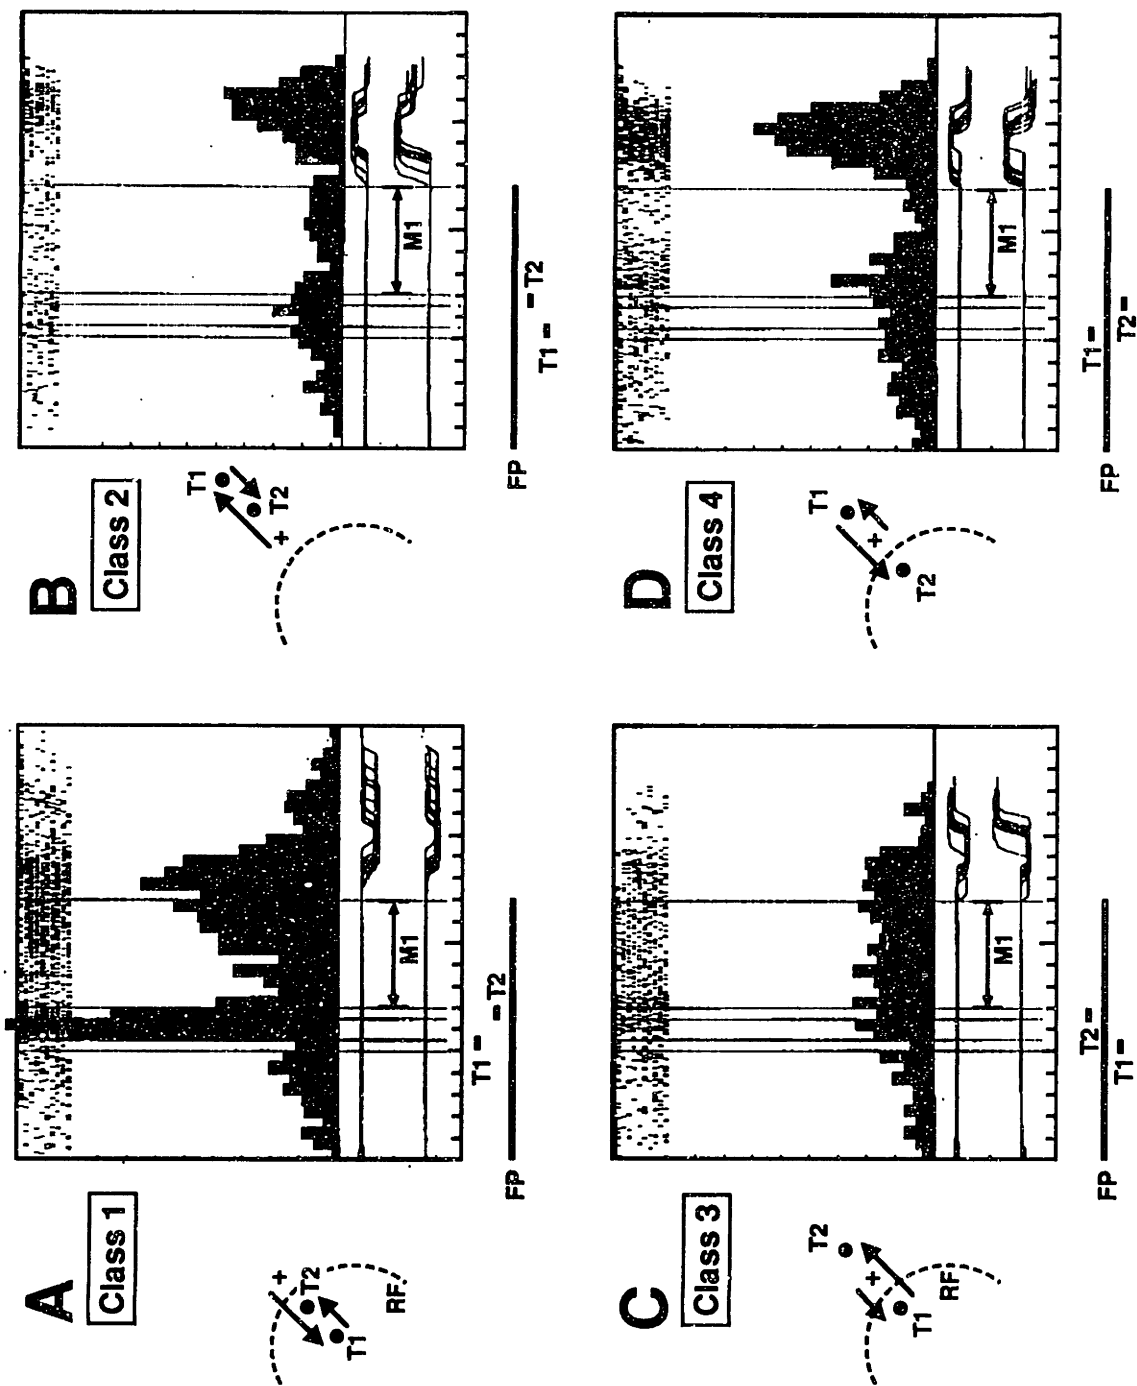 A
Class 1
+
T2
T1
RF
M1
T1
T2
FP
B
Class 2
T1
T2
+
M1
T1
T2
FP
C
Class 3
T2
+
T1
RF
M1
T2
T1
FP
D
Class 4
T1
+
T2
M1
T1
T2
FP